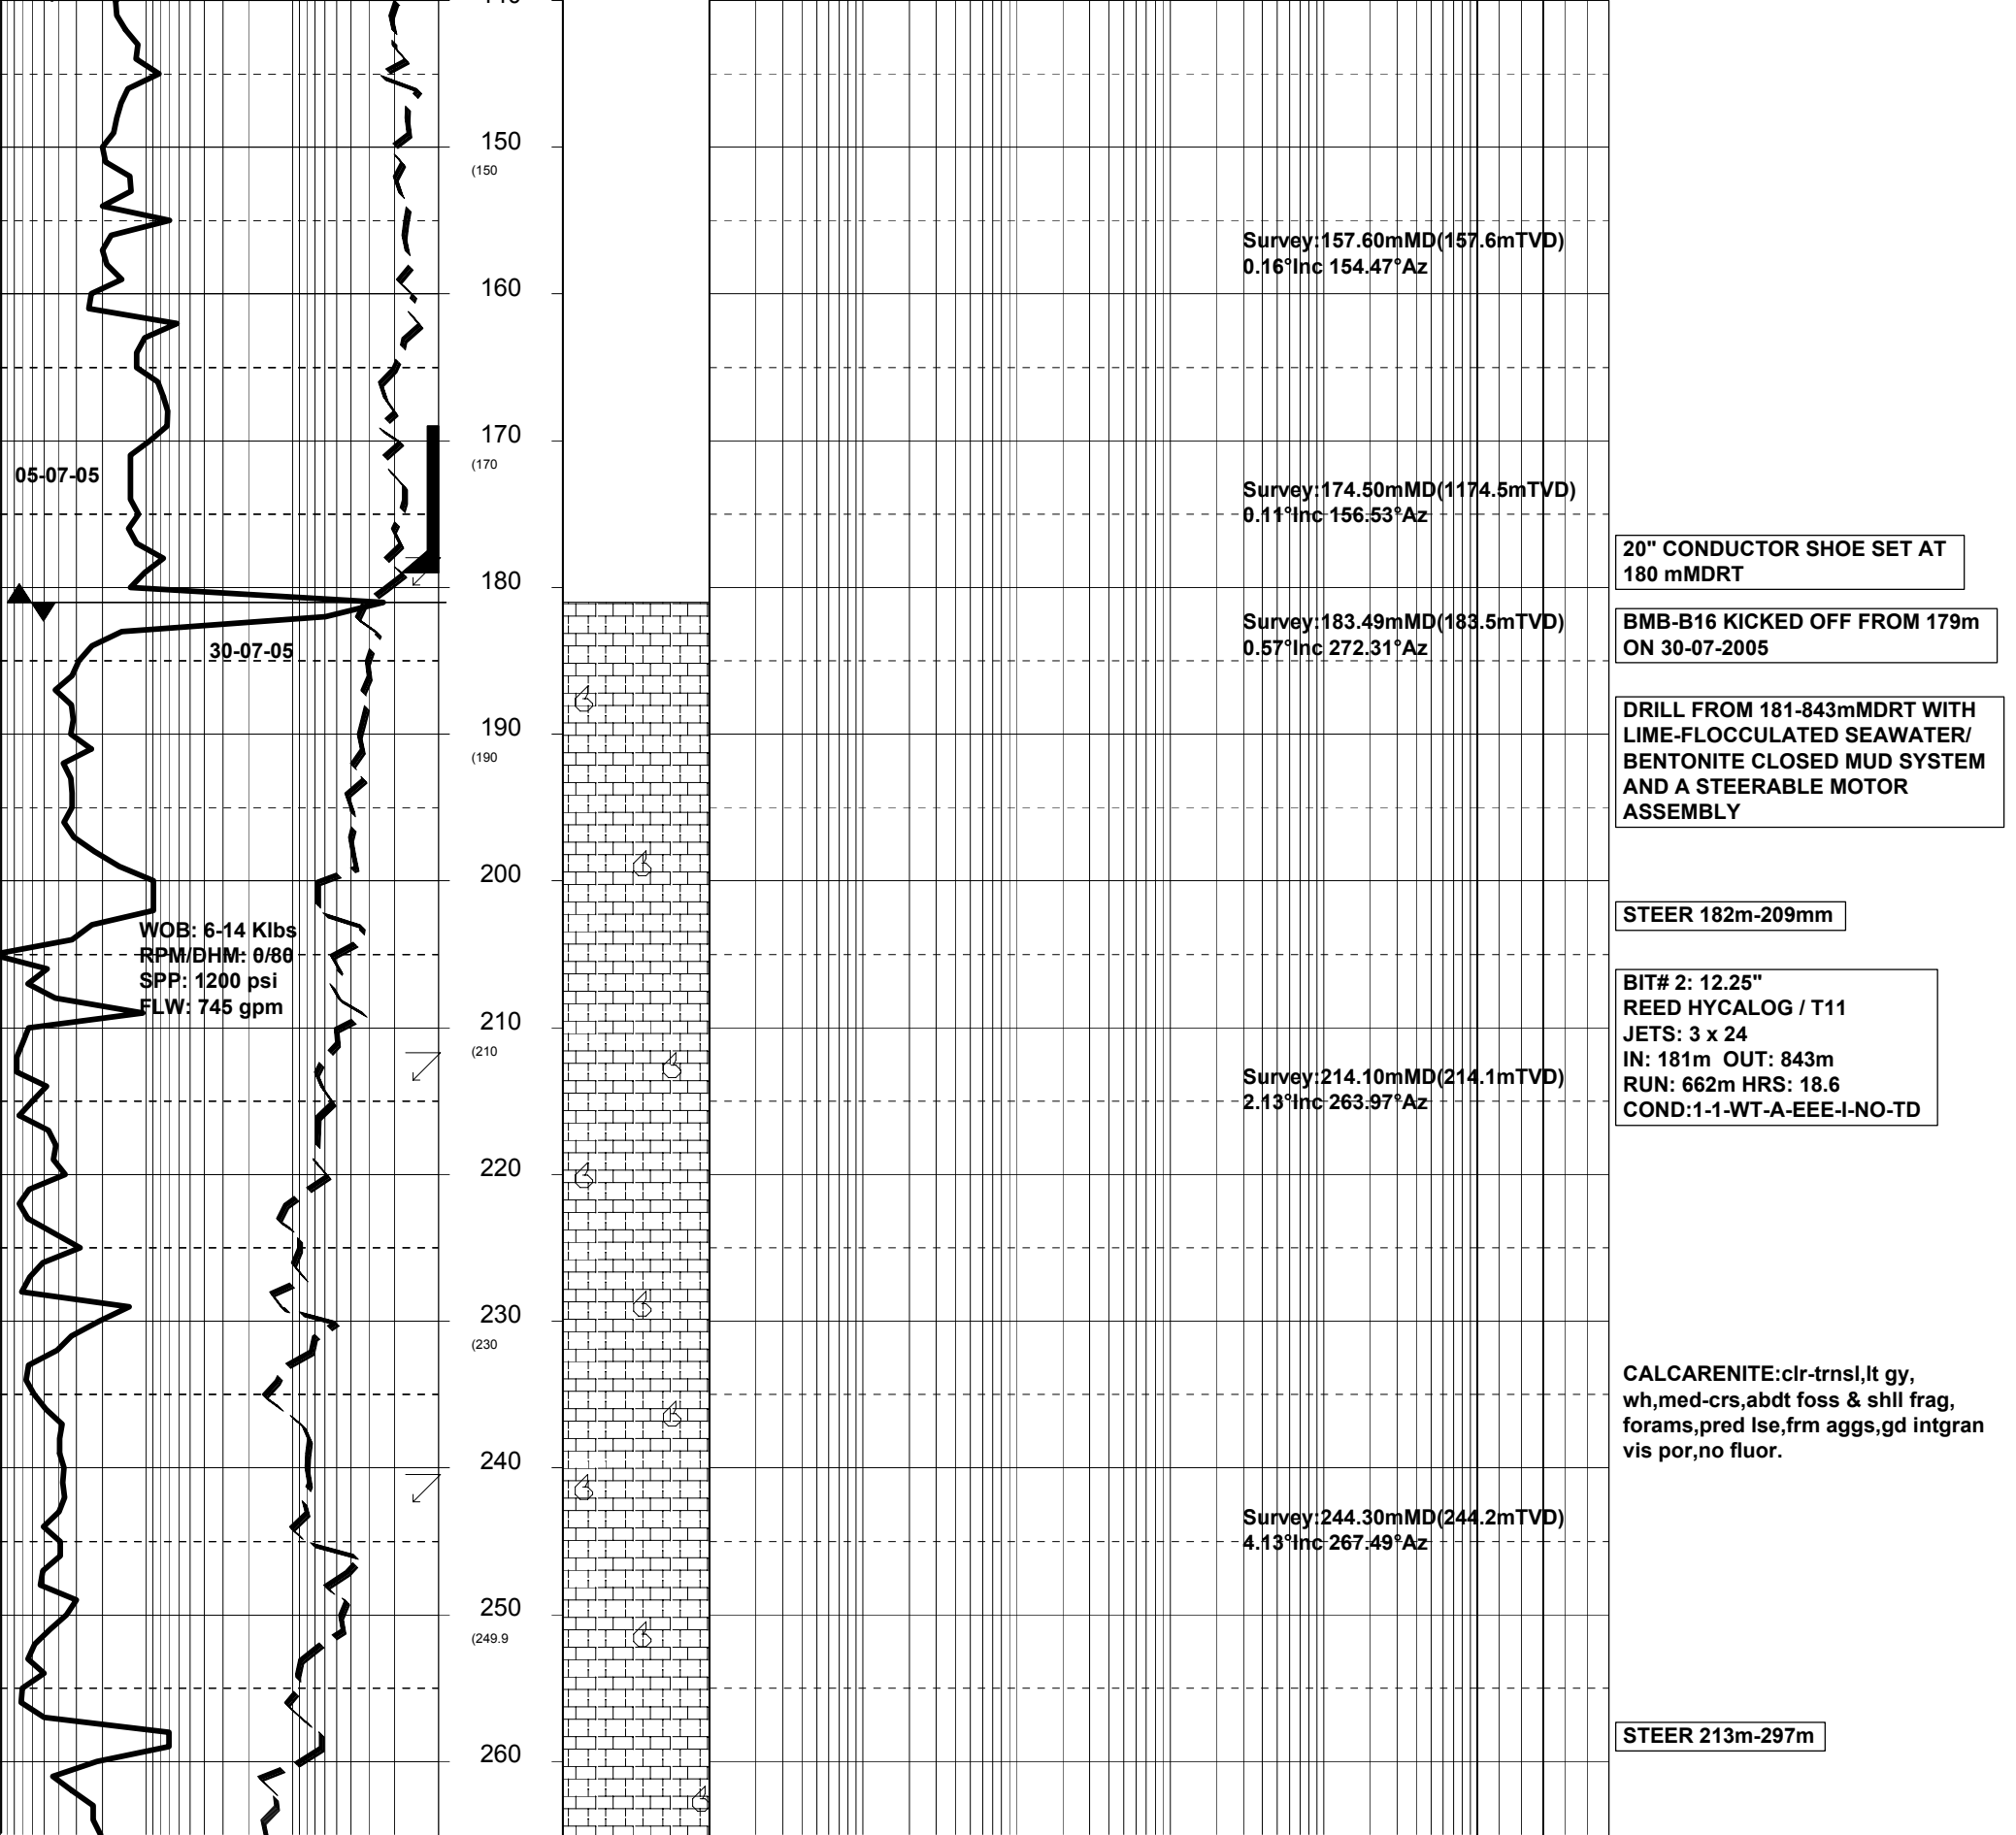 150
(150
Survey:157.60mMD(157.6mTVD)
0.16°Inc 154.47°Az
160
170
(170
05-07-05
Survey:174.50mMD(1174.5mTVD)
0.11°Inc 156.53°Az
20" CONDUCTOR SHOE SET AT
180 mMDRT
180
Survey:183.49mMD(183.5mTVD)
0.57°Inc 272.31°Az
BMB-B16 KICKED OFF FROM 179m
ON 30-07-2005
30-07-05
DRILL FROM 181-843mMDRT WITH
LIME-FLOCCULATED SEAWATER/
BENTONITE CLOSED MUD SYSTEM
AND A STEERABLE MOTOR
ASSEMBLY
190
(190
200
STEER 182m-209mm
WOB: 6-14 Klbs
RPM/DHM: 0/80
SPP: 1200 psi
FLW: 745 gpm
BIT# 2: 12.25"
REED HYCALOG / T11
JETS: 3 x 24
IN: 181m OUT: 843m
RUN: 662m HRS: 18.6
COND:1-1-WT-A-EEE-I-NO-TD
210
(210
Survey:214.10mMD(214.1mTVD)
2.13°Inc 263.97°Az
220
230
(230
CALCARENITE:clr-trnsl,lt gy,
wh,med-crs,abdt foss & shll frag,
forams,pred lse,frm aggs,gd intgran
vis por,no fluor.
240
Survey:244.30mMD(244.2mTVD)
4.13°Inc 267.49°Az
250
(249.9
STEER 213m-297m
260